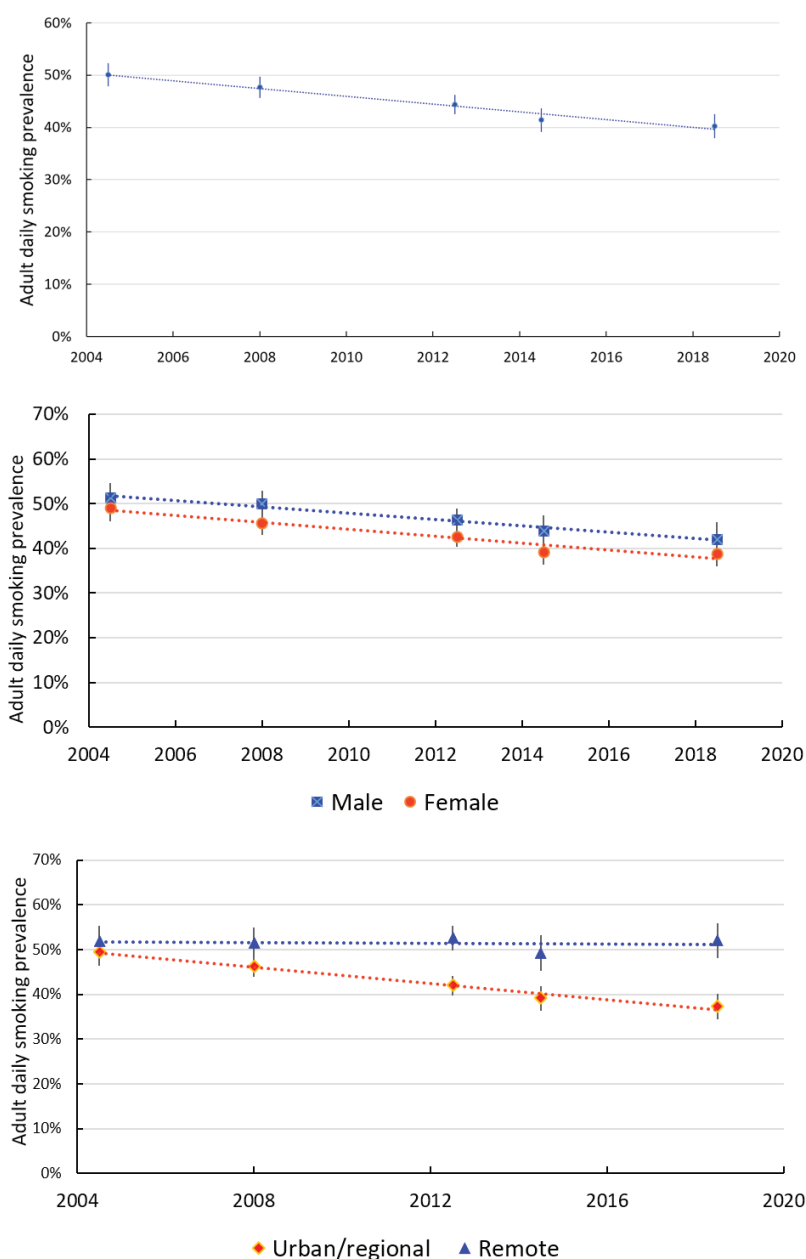 Adult daily smoking prevalence
60%
50%
40%
30%
20%
10%
0%
2004 2006 2008 2010 2012 2014 2016 2018 2020
Adult daily smoking prevalence
70%
60%
50%
40%
30%
20%
10%
0%
2004 2006 2008 2010 2012 2014 2016 2018 2020
Male Female
Adult daily smoking prevalence
70%
60%
50%
40%
30%
20%
10%
0%
2004 2008 2012 2016 2020
Urban/regional Remote